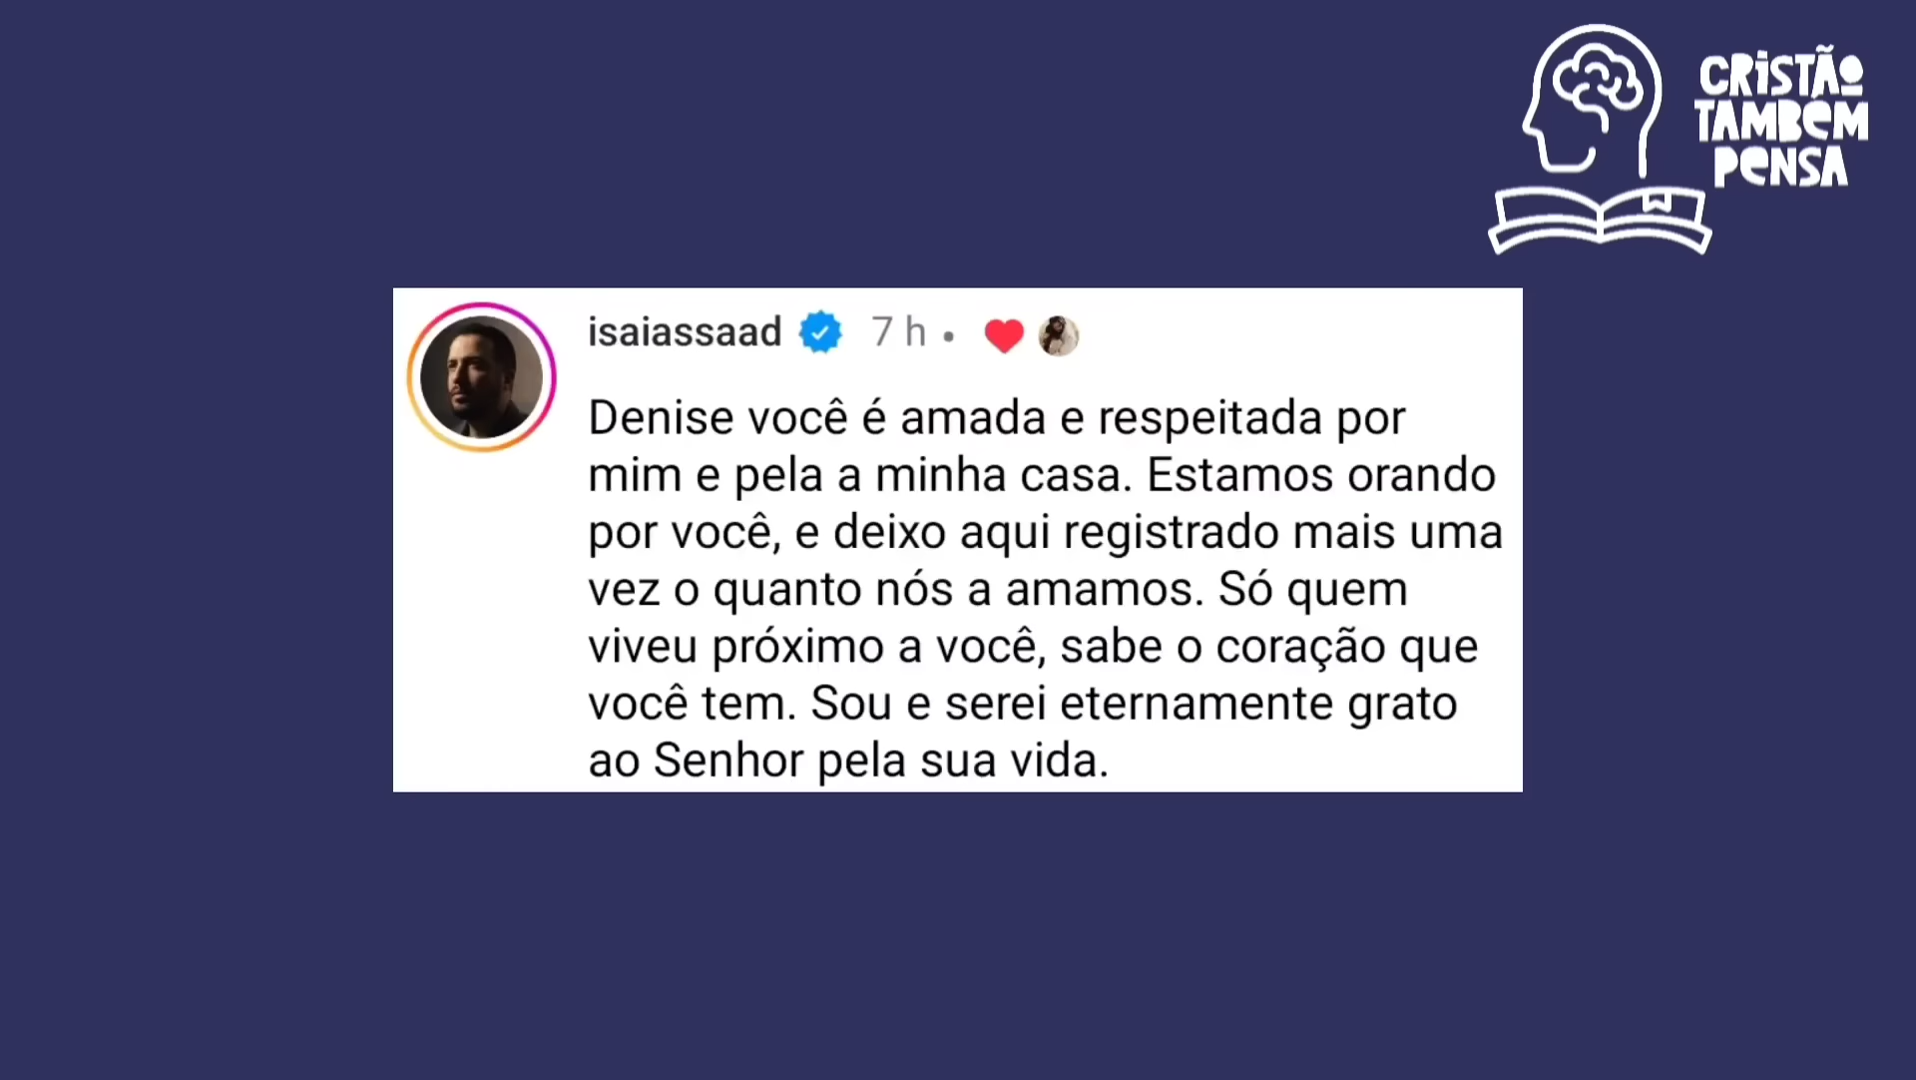 CRISTÃO
TAMBÉM
PENSA
isaiassaad 7 h •
Denise você é amada e respeitada por
mim e pela a minha casa. Estamos orando
por você, e deixo aqui registrado mais uma
vez o quanto nós a amamos. Só quem
viveu próximo a você, sabe o coração que
você tem. Sou e serei eternamente grato
ao Senhor pela sua vida.